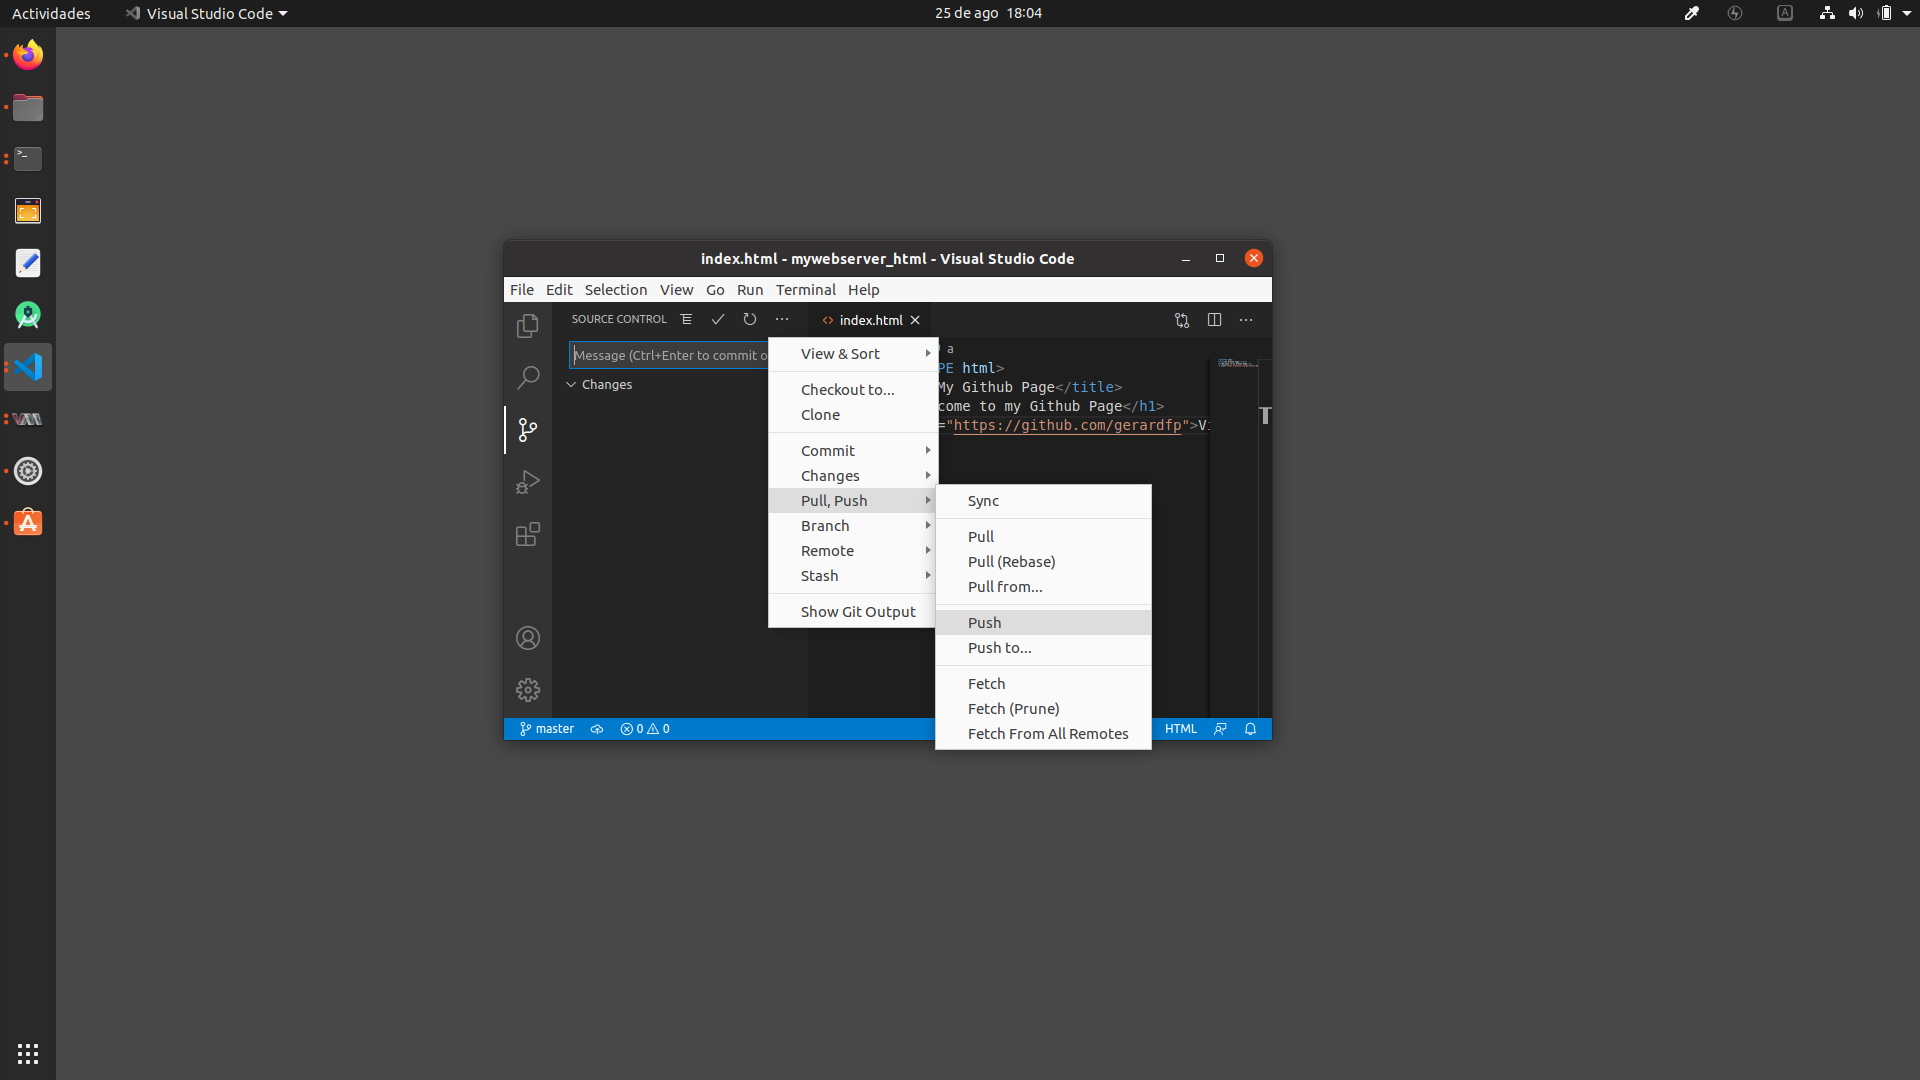 Actividades
Visual Studio Code
25 de ago 18:04
index.html - mywebserver_html - Visual Studio Code
File Edit Selection View Go Run Terminal Help
SOURCE CONTROL
index.html
Message (Ctrl+Enter to commit o
Changes
a
PE html>
My Github Page</title>
come to my Github Page</h1>
="https://github.com/gerardfp">Vi
View & Sort
Checkout to...
Clone
Commit
Changes
Pull, Push
Branch
Remote
Stash
Show Git Output
Sync
Pull
Pull (Rebase)
Pull from...
Push
Push to...
Fetch
Fetch (Prune)
Fetch From All Remotes
master
0 0
HTML